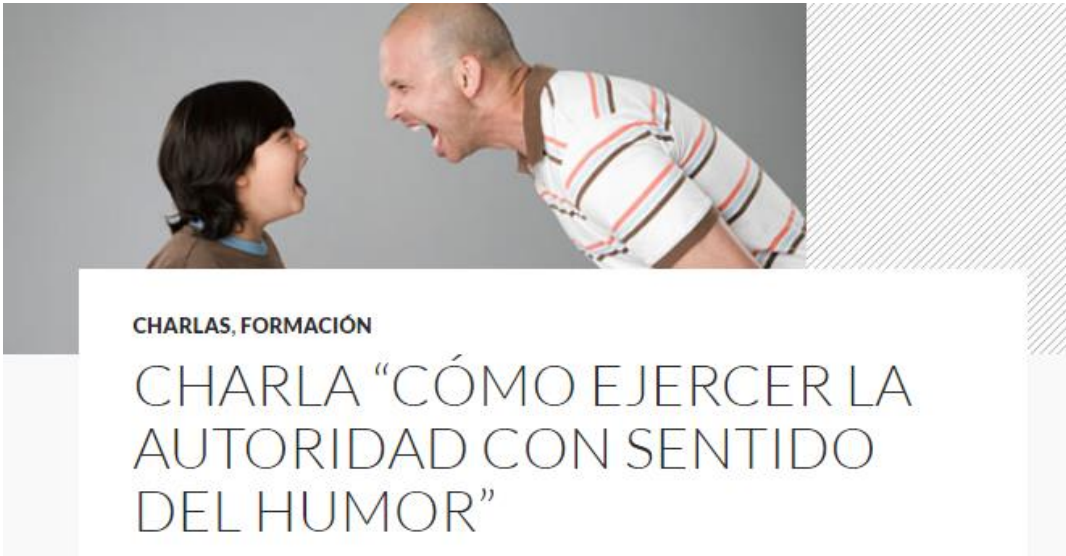 CHARLAS, FORMACIÓN
CHARLA “CÓMO EJERCER LA
AUTORIDAD CON SENTIDO
DEL HUMOR”